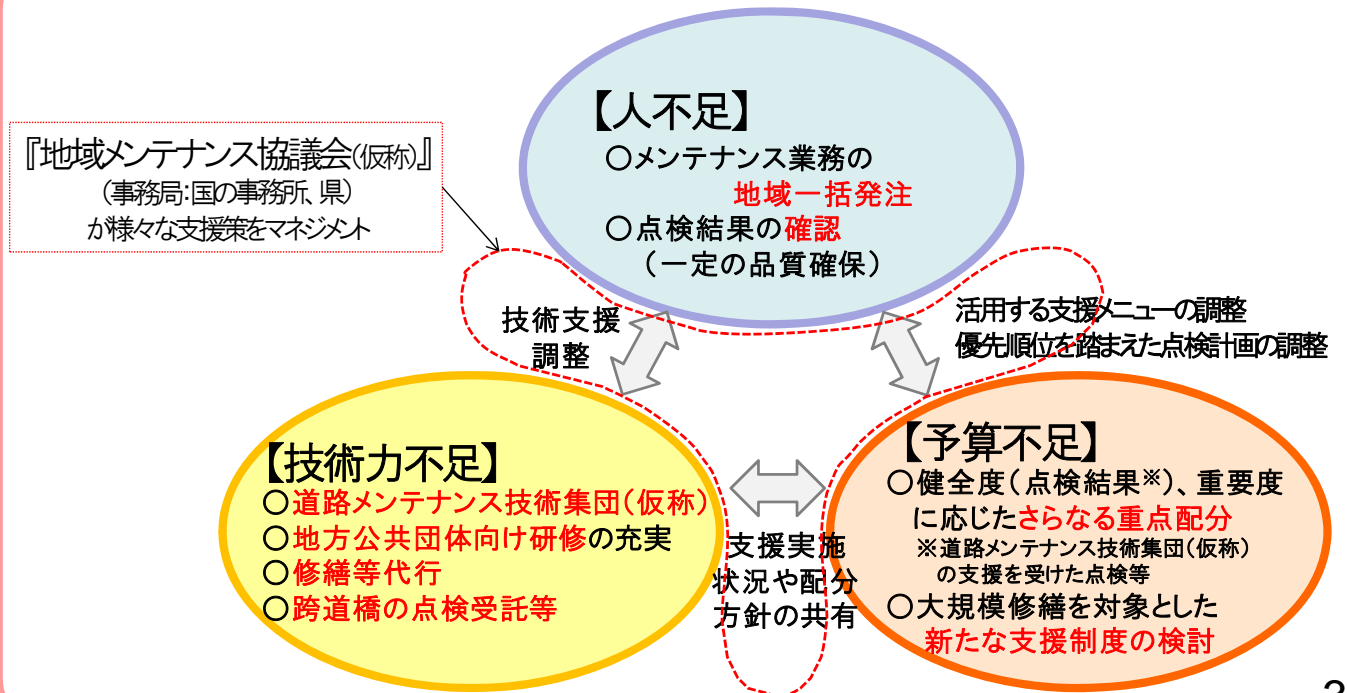 『地域メンテナンス協議会(仮称)』
（事務局：国の事務所、県）
が様々な支援策をマネジメント
【人不足】
○メンテナンス業務の
地域一括発注
○点検結果の確認
（一定の品質確保）
技術支援
調整
活用する支援メニューの調整
優先順位を踏まえた点検計画の調整
【技術力不足】
○道路メンテナンス技術集団（仮称）
○地方公共団体向け研修の充実
○修繕等代行
○跨道橋の点検受託等
支援実施
状況や配分
方針の共有
【予算不足】
○健全度（点検結果※）、重要度
に応じたさらなる重点配分
※道路メンテナンス技術集団（仮称）
の支援を受けた点検等
○大規模修繕を対象とした
新たな支援制度の検討